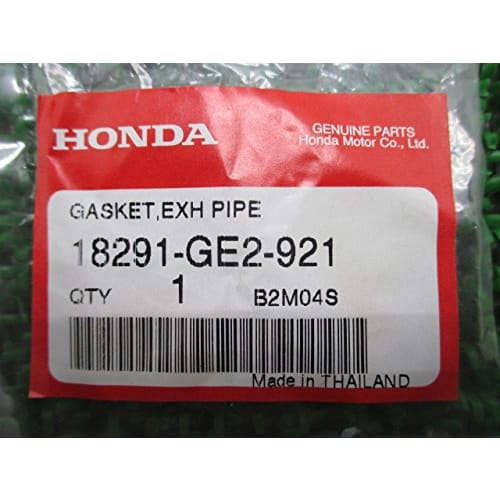 HONDA
GENUINE PARTS
Honda Motor Co., Ltd.
GASKET,EXH PIPE
18291-GE2-921
QTY 1 B2M04S
Made in THAILAND